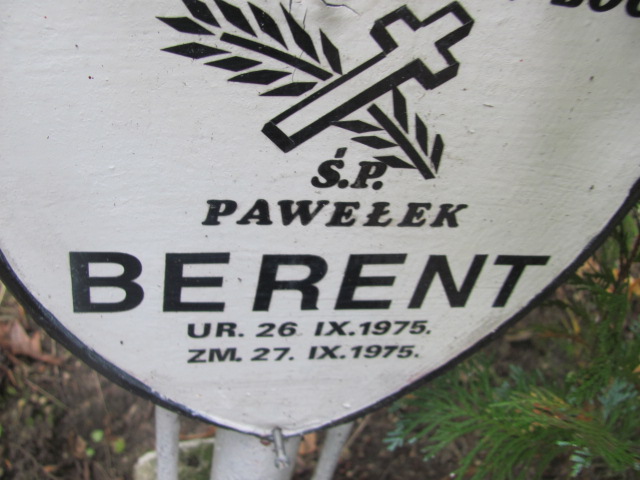 Ś.P.
PAWEŁEK
BERENT
UR. 26 IX.1975.
ZM. 27. IX.1975.